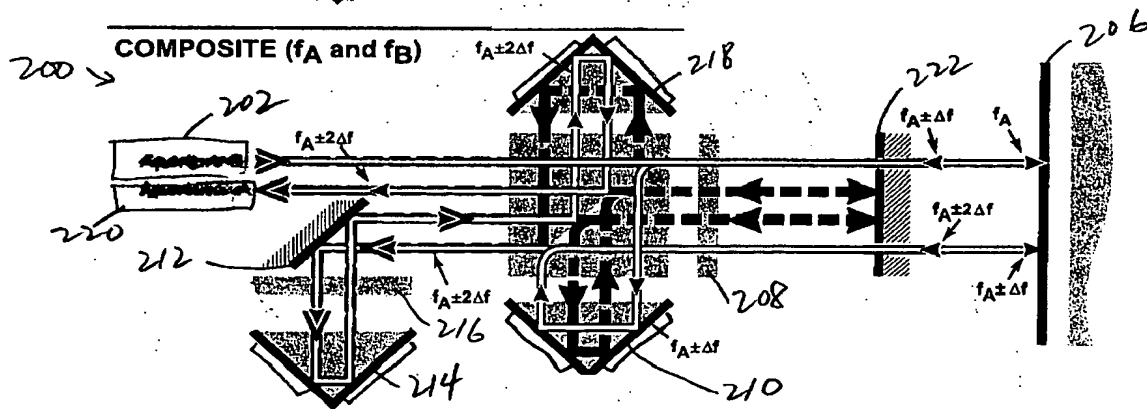 COMPOSITE (fA and fB)
fA±2Δf
218
206
200
202
222
fA±Δf
fA
fA±2Δf
220
fA±2Δf
212
fA±2Δf
208
fA±Δf
216
fA±Δf
214
210